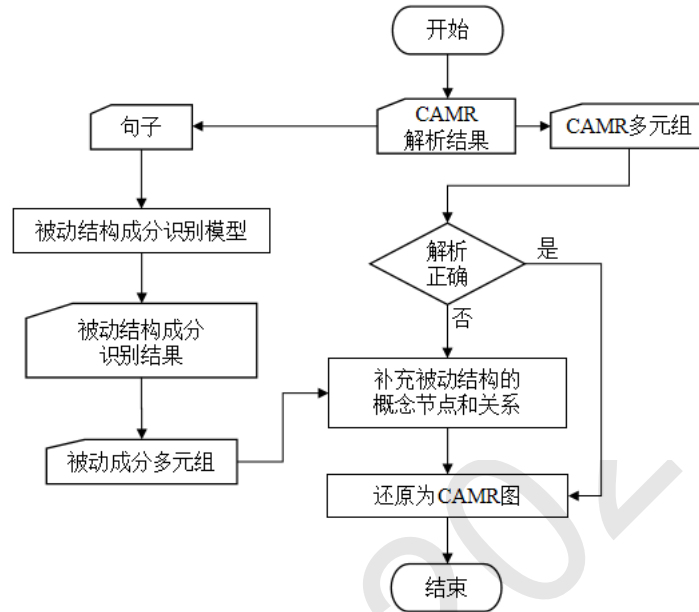 开始
句子
CAMR
解析结果
CAMR多元组
被动结构成分识别模型
解析
正确
是
否
被动结构成分
识别结果
补充被动结构的
概念节点和关系
被动成分多元组
还原为CAMR图
结束
202